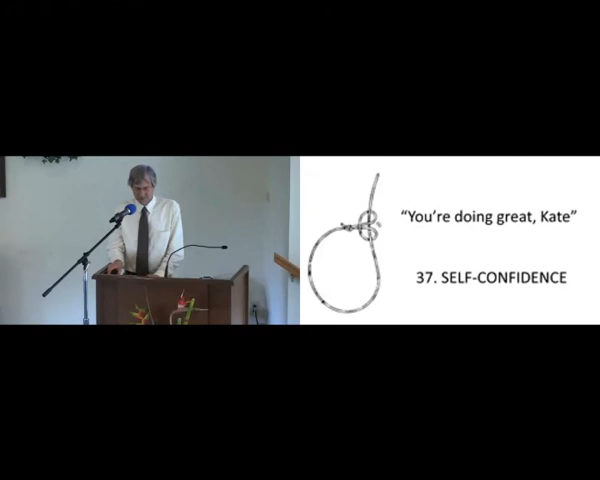 “You’re doing great, Kate”
37. SELF-CONFIDENCE